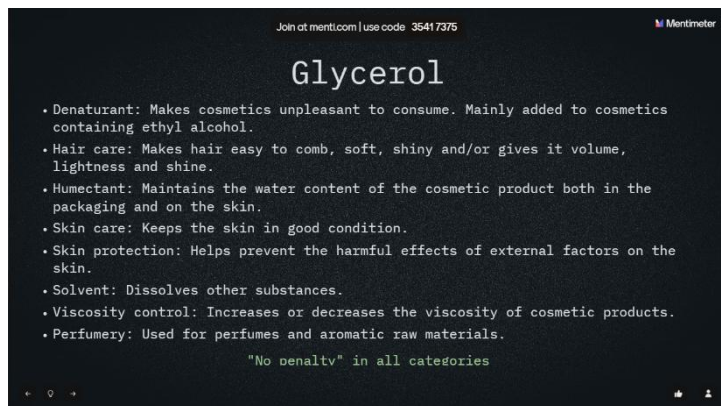 Join at menti.com | use code 3541 7375
Mentimeter
Glycerol
• Denaturant: Makes cosmetics unpleasant to consume. Mainly added to cosmetics
containing ethyl alcohol.
• Hair care: Makes hair easy to comb, soft, shiny and/or gives it volume,
lightness and shine.
• Humectant: Maintains the water content of the cosmetic product both in the
packaging and on the skin.
• Skin care: Keeps the skin in good condition.
• Skin protection: Helps prevent the harmful effects of external factors on the
skin.
• Solvent: Dissolves other substances.
• Viscosity control: Increases or decreases the viscosity of cosmetic products.
• Perfumery: Used for perfumes and aromatic raw materials.
"No penalty" in all categories